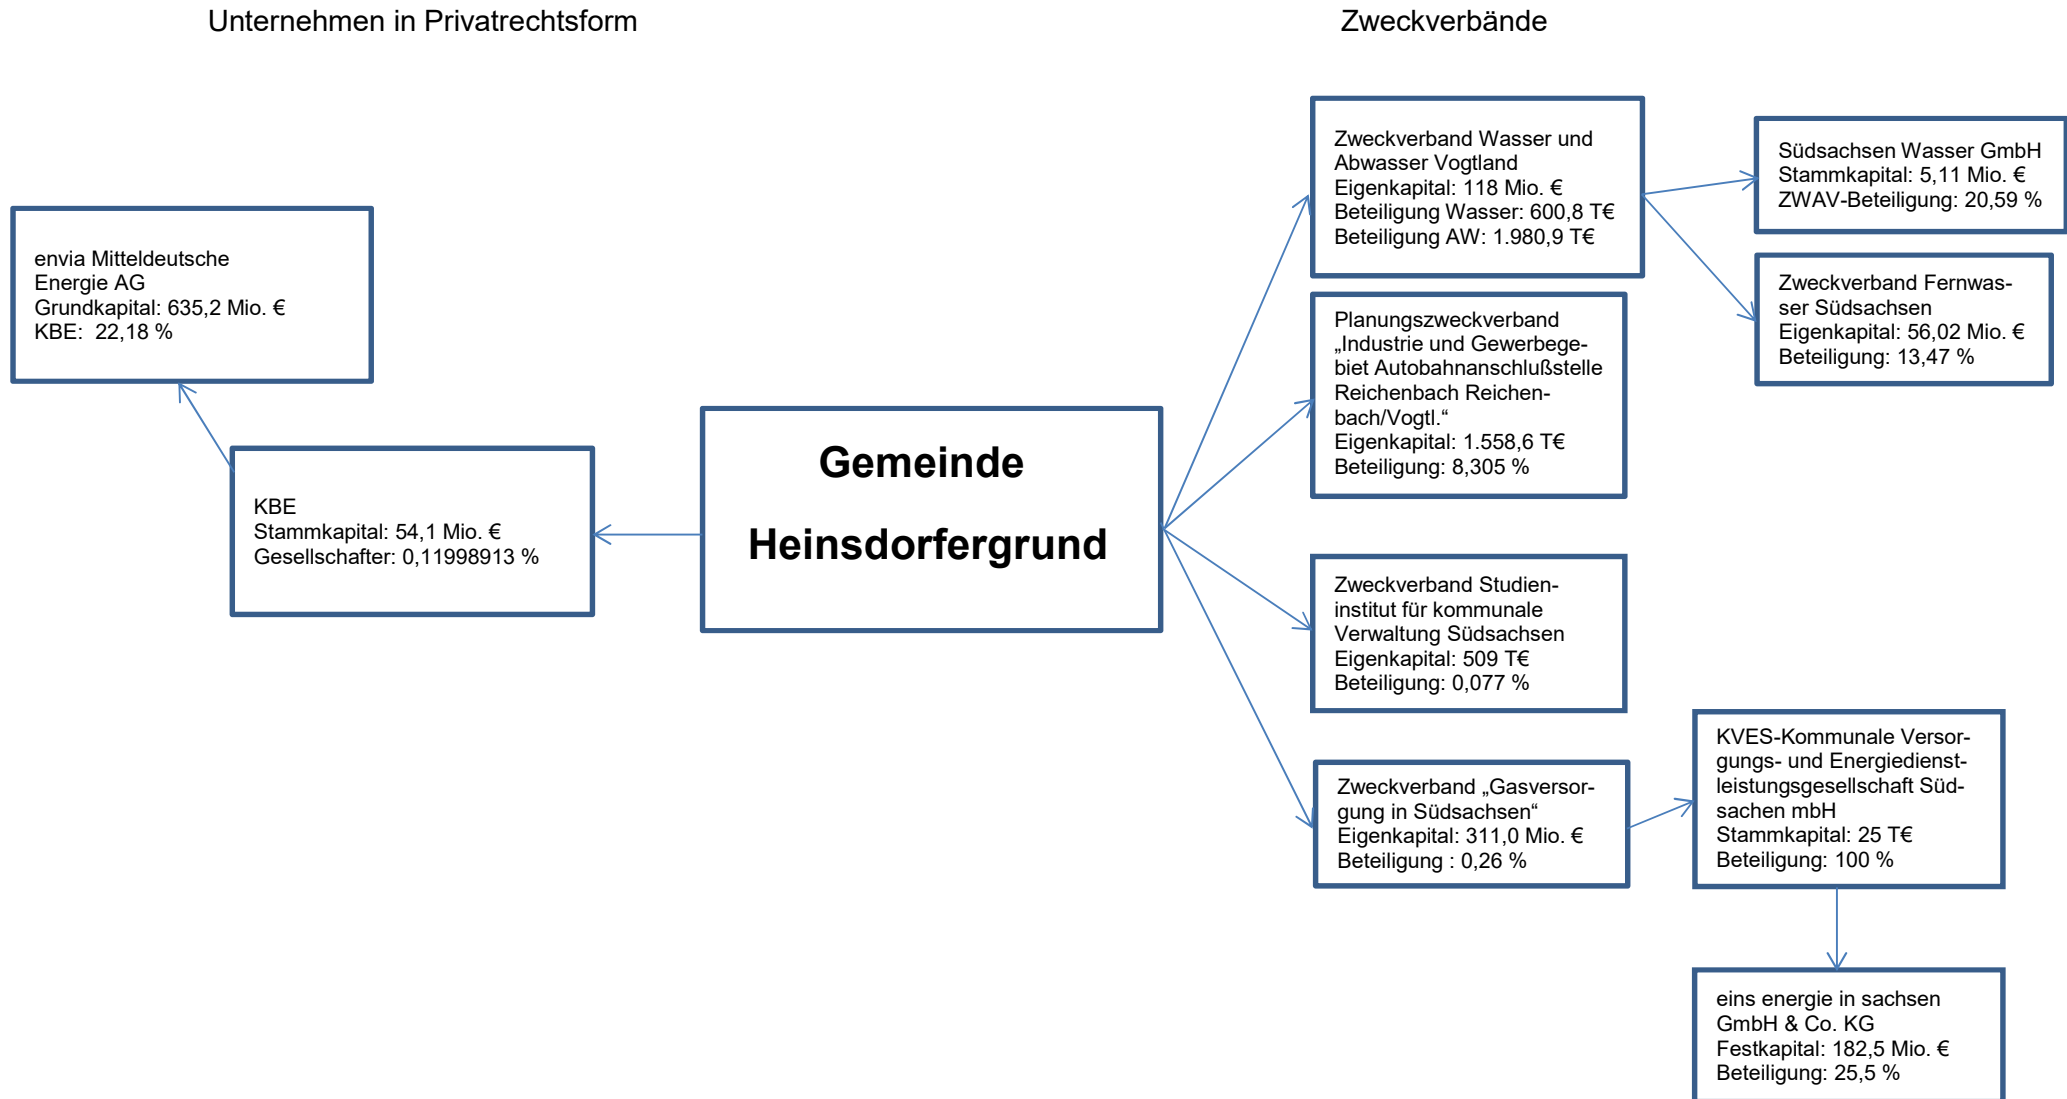 Unternehmen in Privatrechtsform
Zweckverbände
envia Mitteldeutsche
Energie AG
Grundkapital: 635,2 Mio. €
KBE: 22,18 %
KBE
Stammkapital: 54,1 Mio. €
Gesellschafter: 0,11998913 %
Gemeinde
Heinsdorfergrund
Zweckverband Wasser und
Abwasser Vogtland
Eigenkapital: 118 Mio. €
Beteiligung Wasser: 600,8 T€
Beteiligung AW: 1.980,9 T€
Südsachsen Wasser GmbH
Stammkapital: 5,11 Mio. €
ZWAV-Beteiligung: 20,59 %
Zweckverband Fernwas-
ser Südsachsen
Eigenkapital: 56,02 Mio. €
Beteiligung: 13,47 %
Planungszweckverband
„Industrie und Gewerbege-
biet Autobahnanschlußstelle
Reichenbach Reichen-
bach/Vogtl.“
Eigenkapital: 1.558,6 T€
Beteiligung: 8,305 %
Zweckverband Studien-
institut für kommunale
Verwaltung Südsachsen
Eigenkapital: 509 T€
Beteiligung: 0,077 %
Zweckverband „Gasversor-
gung in Südsachsen“
Eigenkapital: 311,0 Mio. €
Beteiligung : 0,26 %
KVES-Kommunale Versor-
gungs- und Energiedienst-
leistungsgesellschaft Süd-
sachen mbH
Stammkapital: 25 T€
Beteiligung: 100 %
eins energie in sachsen
GmbH & Co. KG
Festkapital: 182,5 Mio. €
Beteiligung: 25,5 %